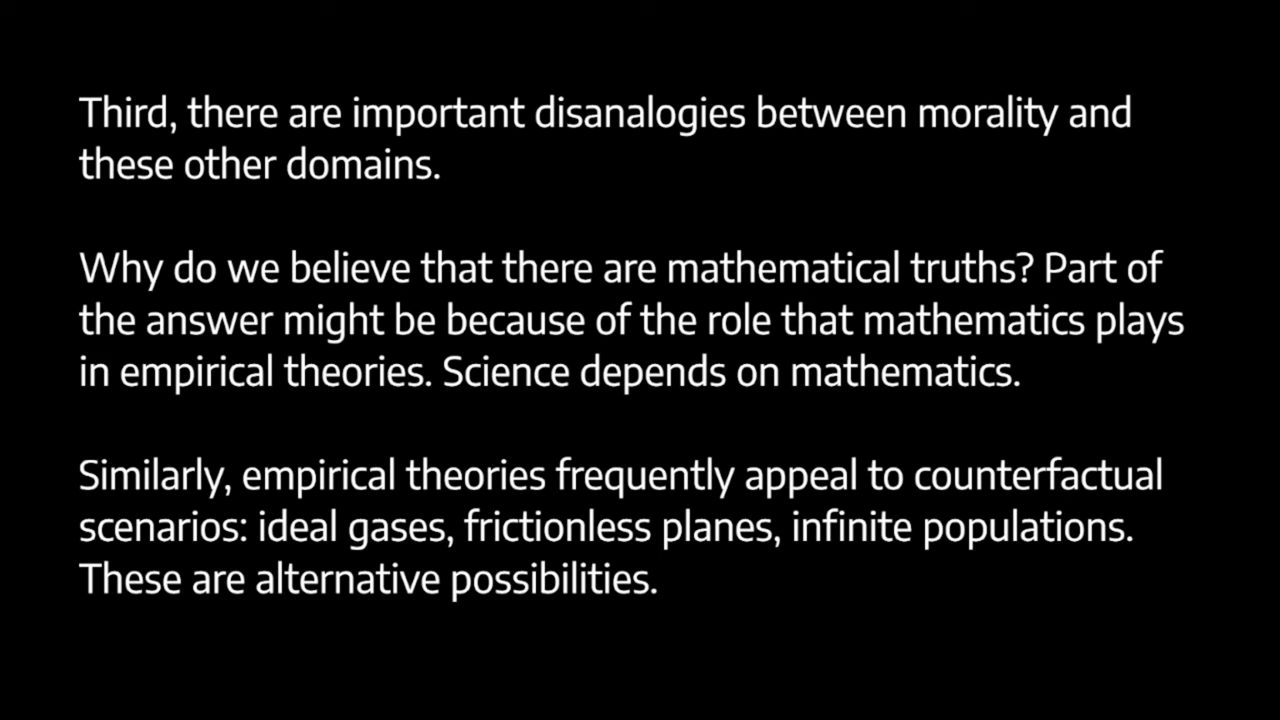 Third, there are important disanalogies between morality and
these other domains.
Why do we believe that there are mathematical truths? Part of
the answer might be because of the role that mathematics plays
in empirical theories. Science depends on mathematics.
Similarly, empirical theories frequently appeal to counterfactual
scenarios: ideal gases, frictionless planes, infinite populations.
These are alternative possibilities.